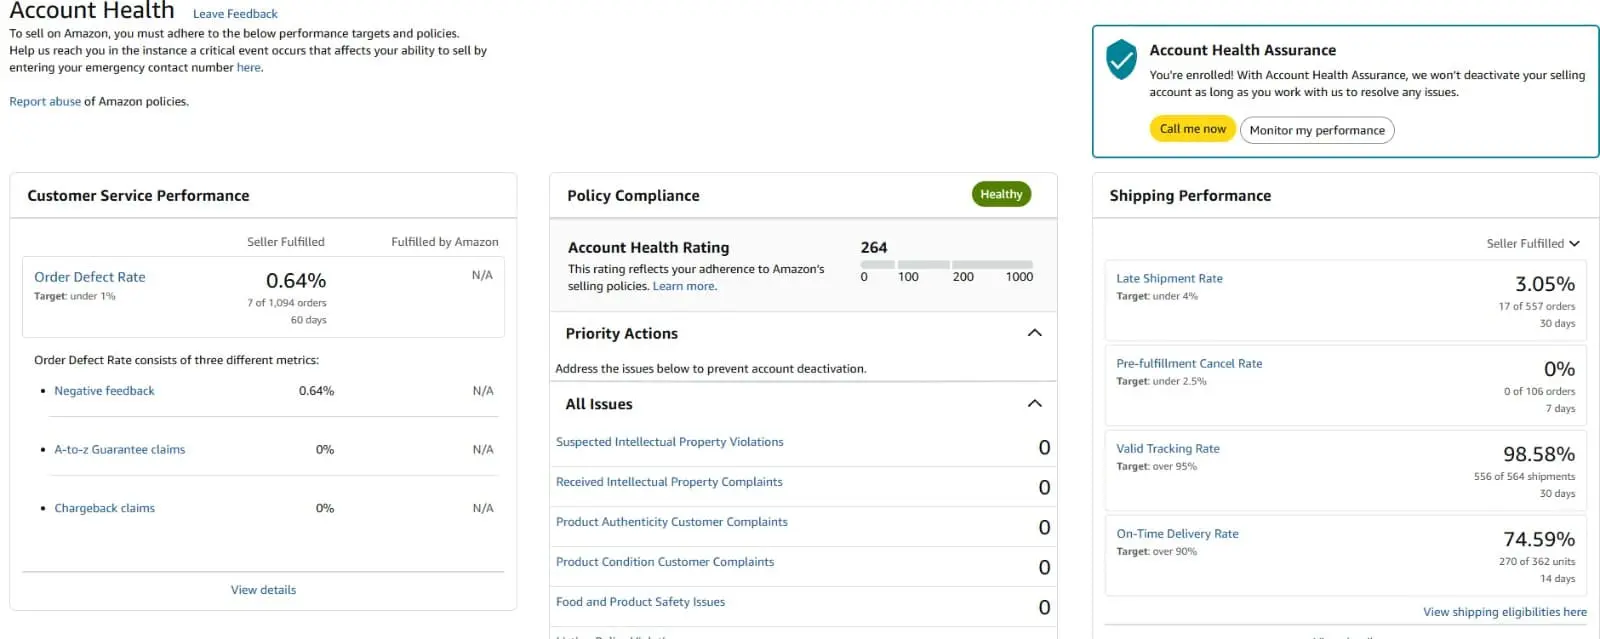 Account Health Leave Feedback
To sell on Amazon, you must adhere to the below performance targets and policies.
Help us reach you in the instance a critical event occurs that affects your ability to sell by
entering your emergency contact number here.
Report abuse of Amazon policies.
Account Health Assurance
You're enrolled! With Account Health Assurance, we won't deactivate your selling
account as long as you work with us to resolve any issues.
Call me now Monitor my performance
Customer Service Performance
Seller Fulfilled Fulfilled by Amazon
Order Defect Rate 0.64% N/A
Target: under 1%
7 of 1,094 orders
60 days
Order Defect Rate consists of three different metrics:
• Negative feedback 0.64% N/A
• A-to-z Guarantee claims 0% N/A
• Chargeback claims 0% N/A
View details
Policy Compliance Healthy
Account Health Rating 264
This rating reflects your adherence to Amazon's
selling policies. Learn more.
0 100 200 1000
Priority Actions
Address the issues below to prevent account deactivation.
All Issues
Suspected Intellectual Property Violations 0
Received Intellectual Property Complaints 0
Product Authenticity Customer Complaints 0
Product Condition Customer Complaints 0
Food and Product Safety Issues 0
Shipping Performance
Seller Fulfilled
Late Shipment Rate 3.05%
Target: under 4%
17 of 557 orders
30 days
Pre-fulfillment Cancel Rate 0%
Target: under 2.5%
0 of 106 orders
7 days
Valid Tracking Rate 98.58%
Target: over 95%
556 of 564 shipments
30 days
On-Time Delivery Rate 74.59%
Target: over 90%
270 of 362 units
14 days
View shipping eligibilities here